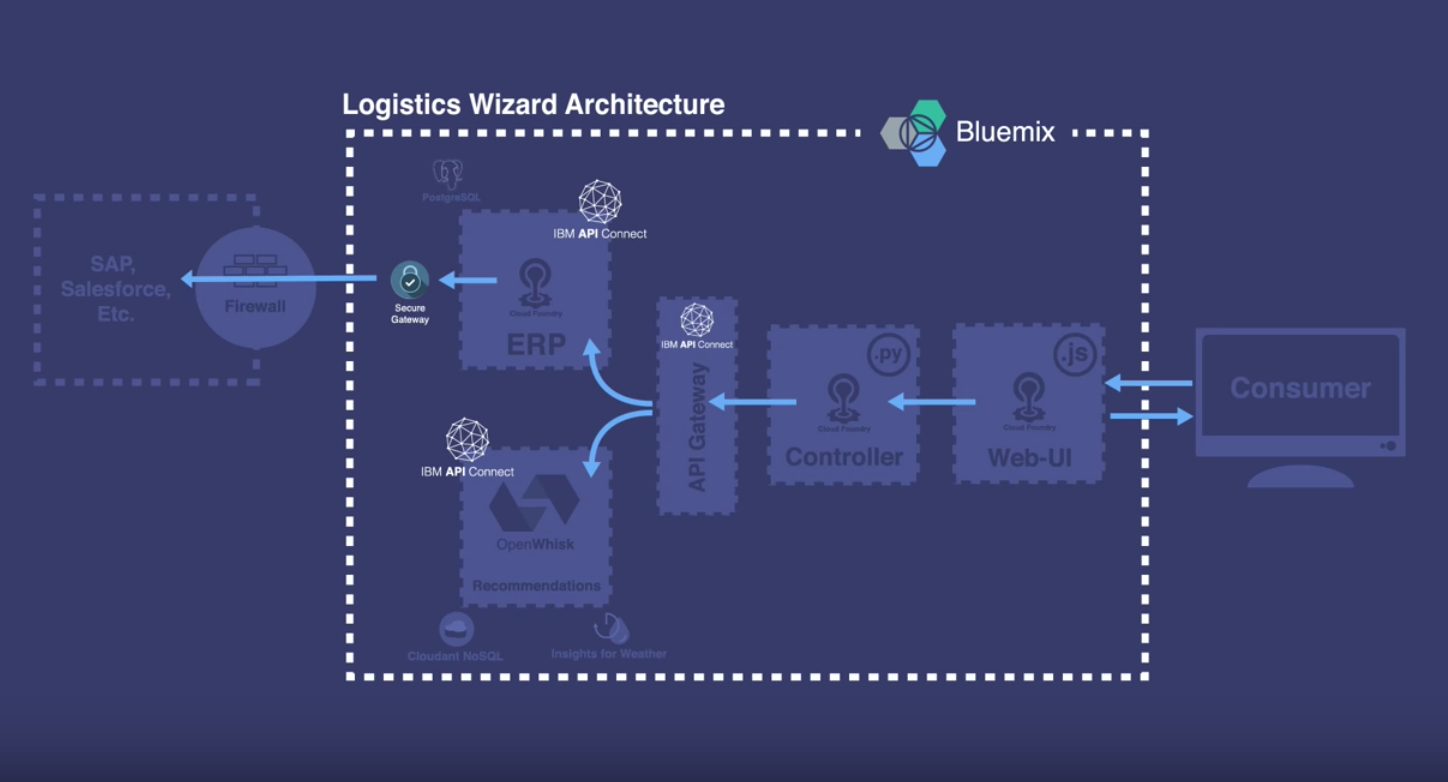 Logistics Wizard Architecture
Bluemix
PostgreSQL
IBM API Connect
SAP,
Salesforce,
Etc.
Firewall
Secure
Gateway
Cloud Foundry
ERP
IBM API Connect
API Gateway
.py
Cloud Foundry
Controller
.js
Cloud Foundry
Web-UI
Consumer
IBM API Connect
OpenWhisk
Recommendations
Cloudant NoSQL
Insights for Weather